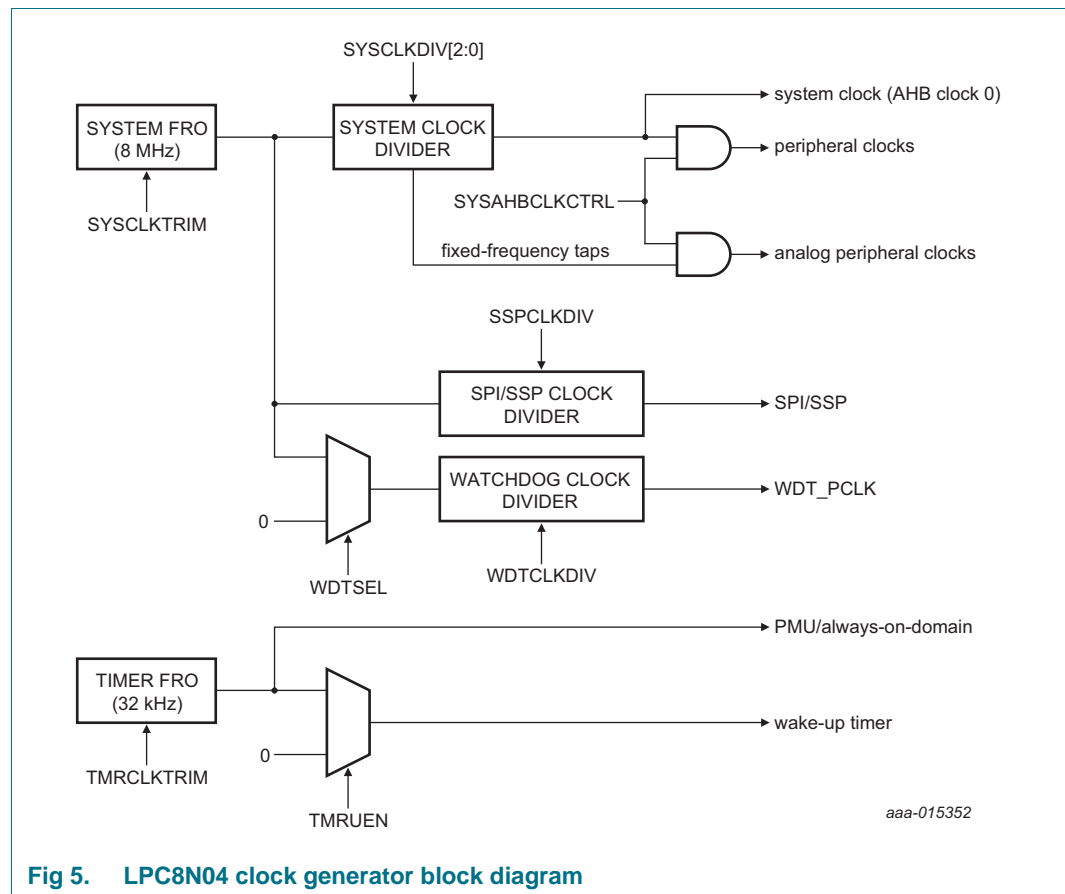 SYSCLKDIV[2:0]
system clock (AHB clock 0)
SYSTEM FRO
(8 MHz)
SYSTEM CLOCK
DIVIDER
peripheral clocks
SYSAHBCLKCTRL
SYSCLKTRIM
fixed-frequency taps
analog peripheral clocks
SSPCLKDIV
SPI/SSP CLOCK
DIVIDER
SPI/SSP
WATCHDOG CLOCK
DIVIDER
WDT_PCLK
0
WDTSEL
WDTCLKDIV
PMU/always-on-domain
TIMER FRO
(32 kHz)
wake-up timer
0
TMRCLKTRIM
TMRUEN
aaa-015352
Fig 5. LPC8N04 clock generator block diagram